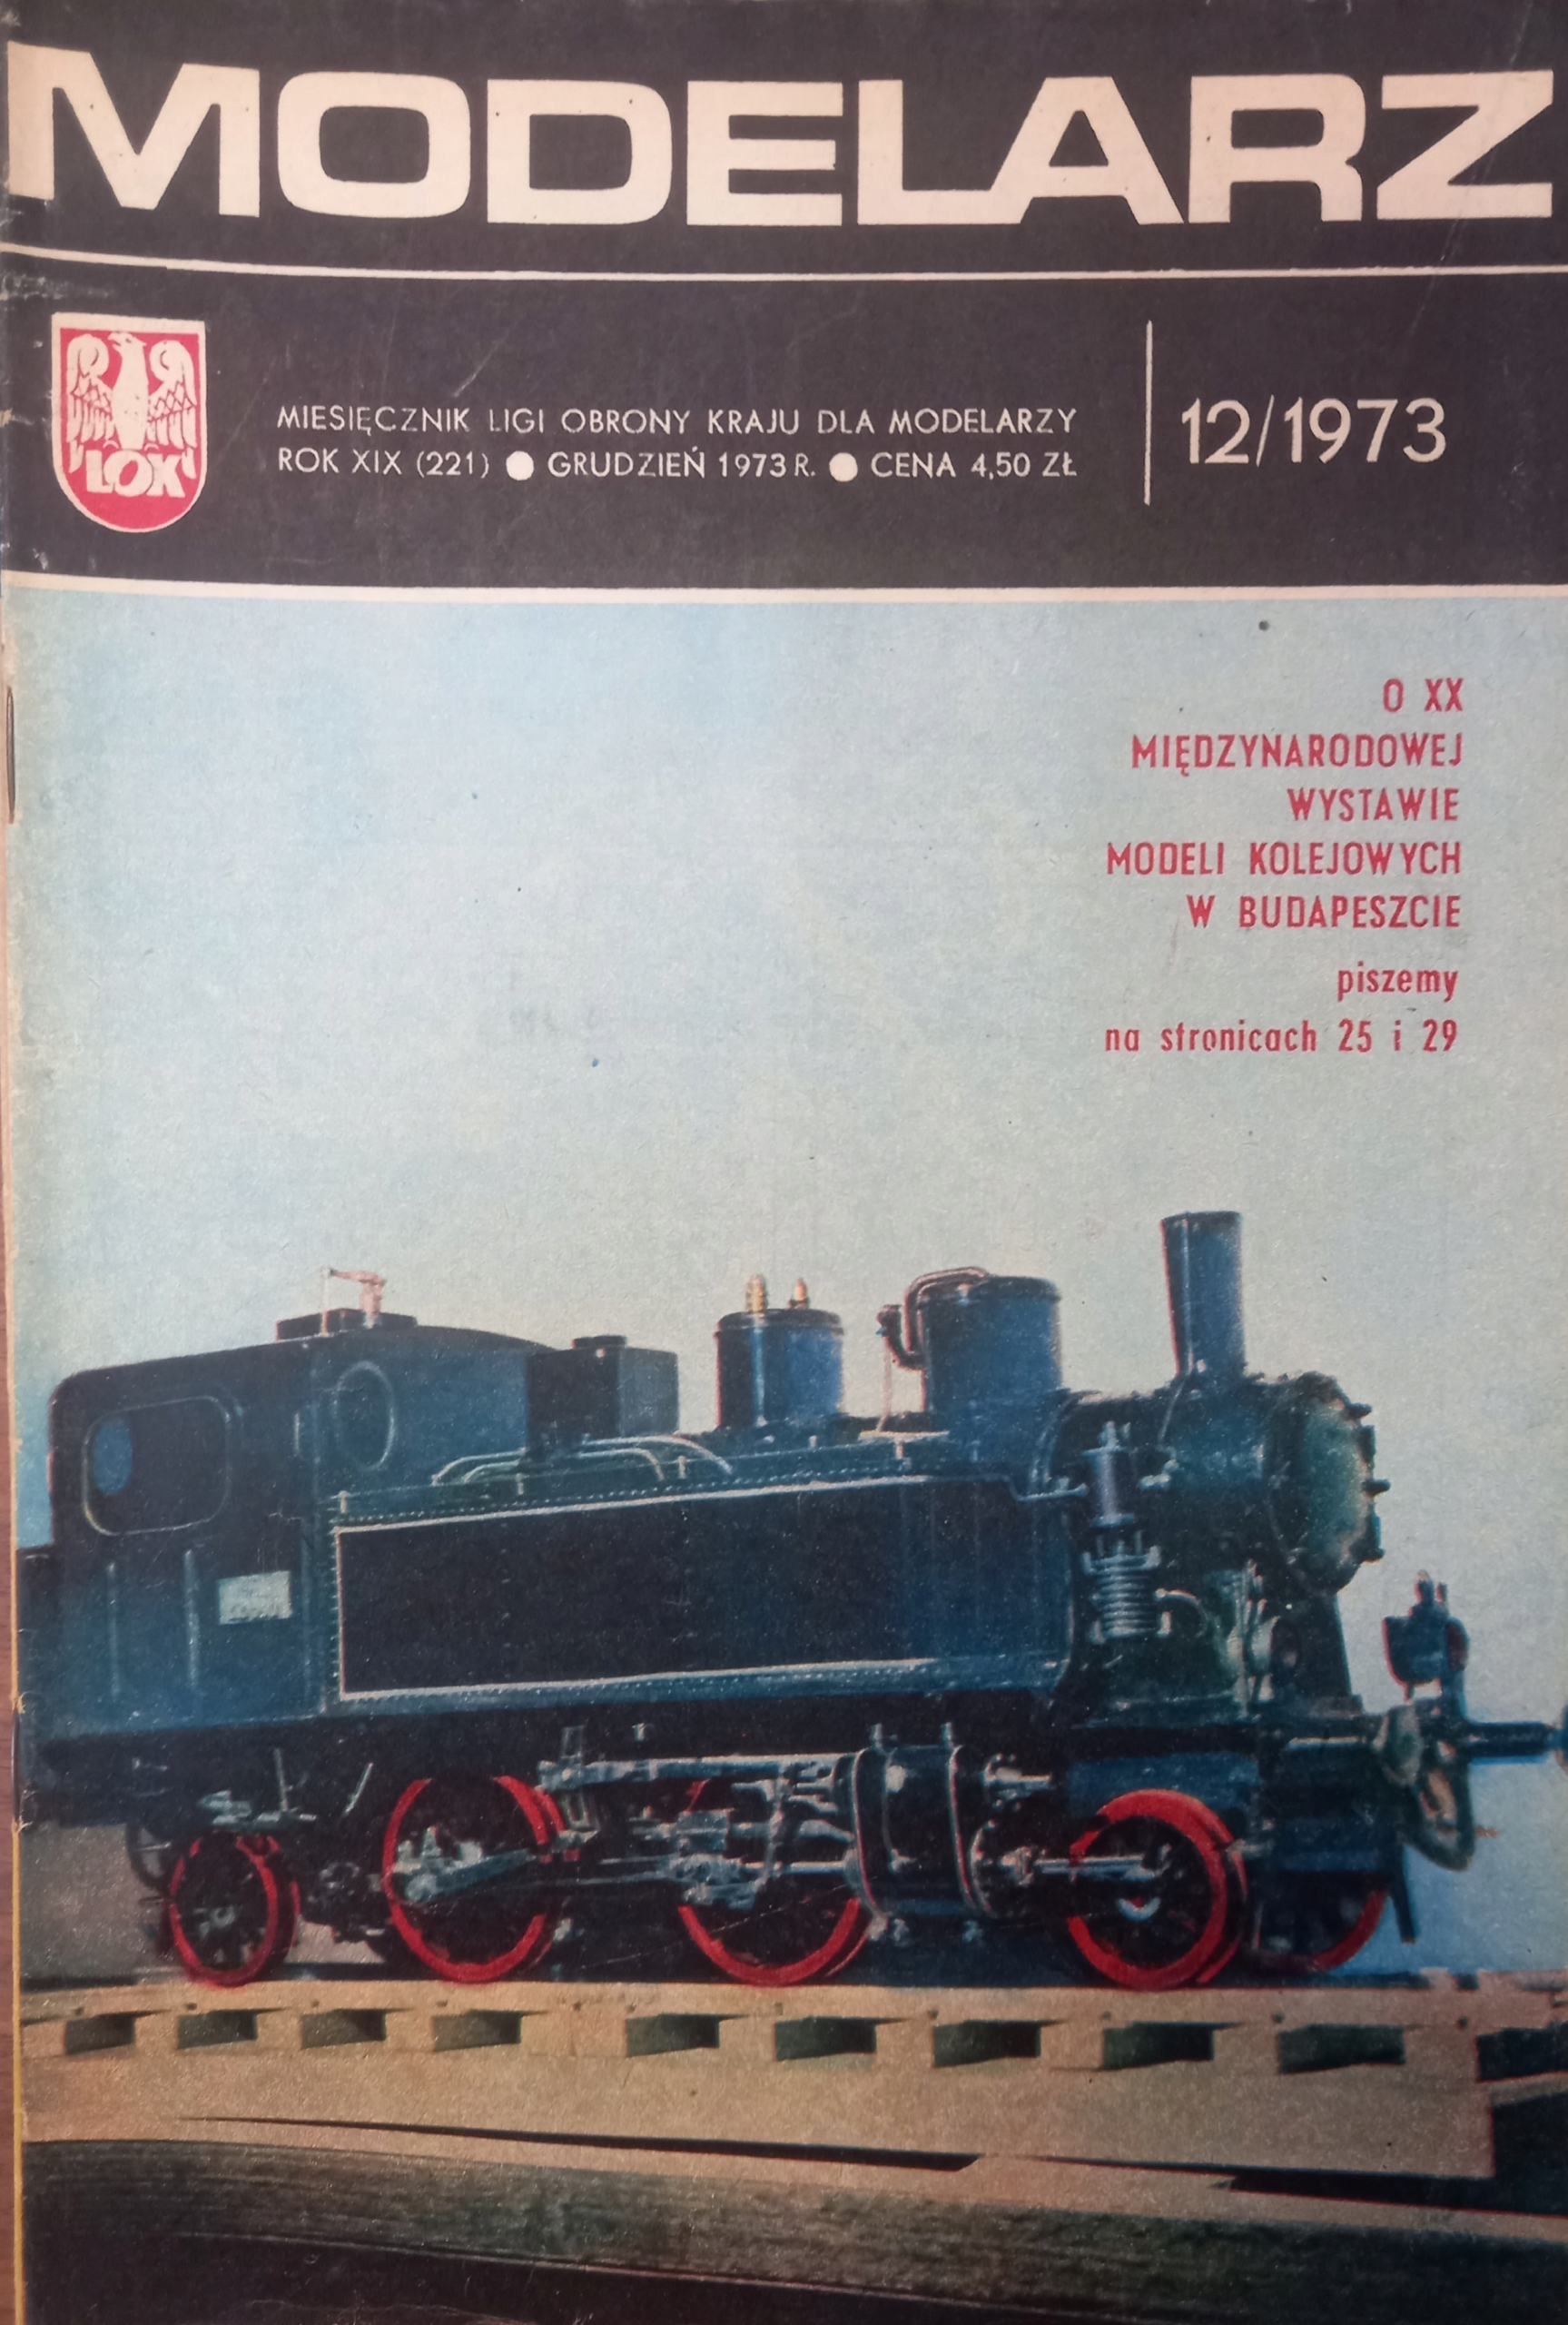 MODELARZ
LOK
MIESIĘCZNIK LIGI OBRONY KRAJU DLA MODELARZY
ROK XIX (221) ● GRUDZIEŃ 1973 R. ● CENA 4,50 ZŁ
12/1973
O XX
MIĘDZYNARODOWEJ
WYSTAWIE
MODELI KOLEJOWYCH
W BUDAPESZCIE
piszemy
na stronicach 25 i 29